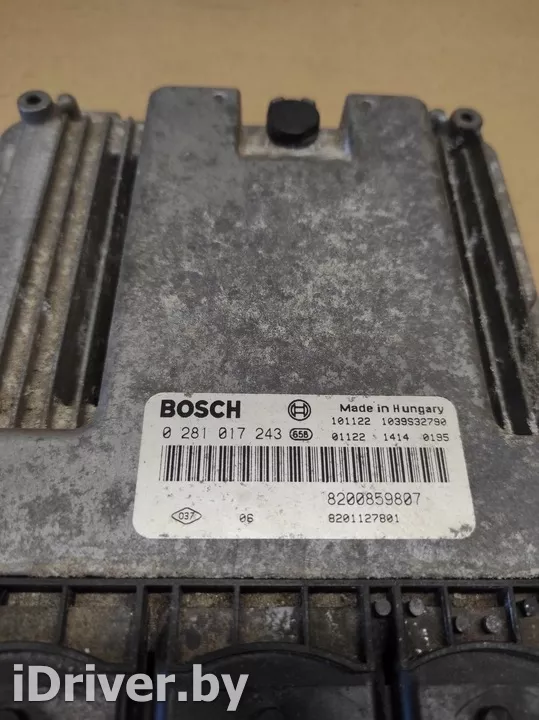 BOSCH Made in Hungary
101122 1039S32790
0 281 017 243 658 01122 1414 0195
8200859807
037 06 8201127801
iDriver.by